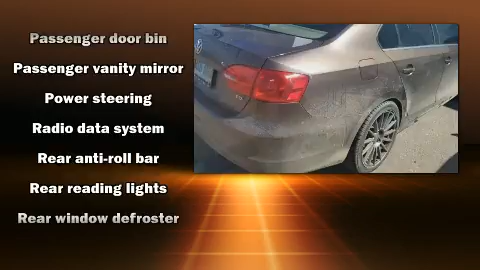 Passenger door bin
Passenger vanity mirror
Power steering
Radio data system
Rear anti-roll bar
Rear reading lights
Rear window defroster